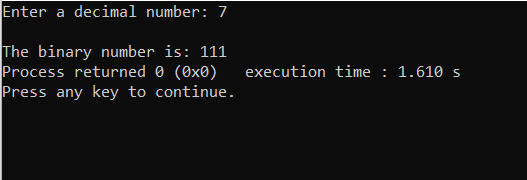 Enter a decimal number: 7
The binary number is: 111
Process returned 0 (0x0)   execution time : 1.610 s
Press any key to continue.